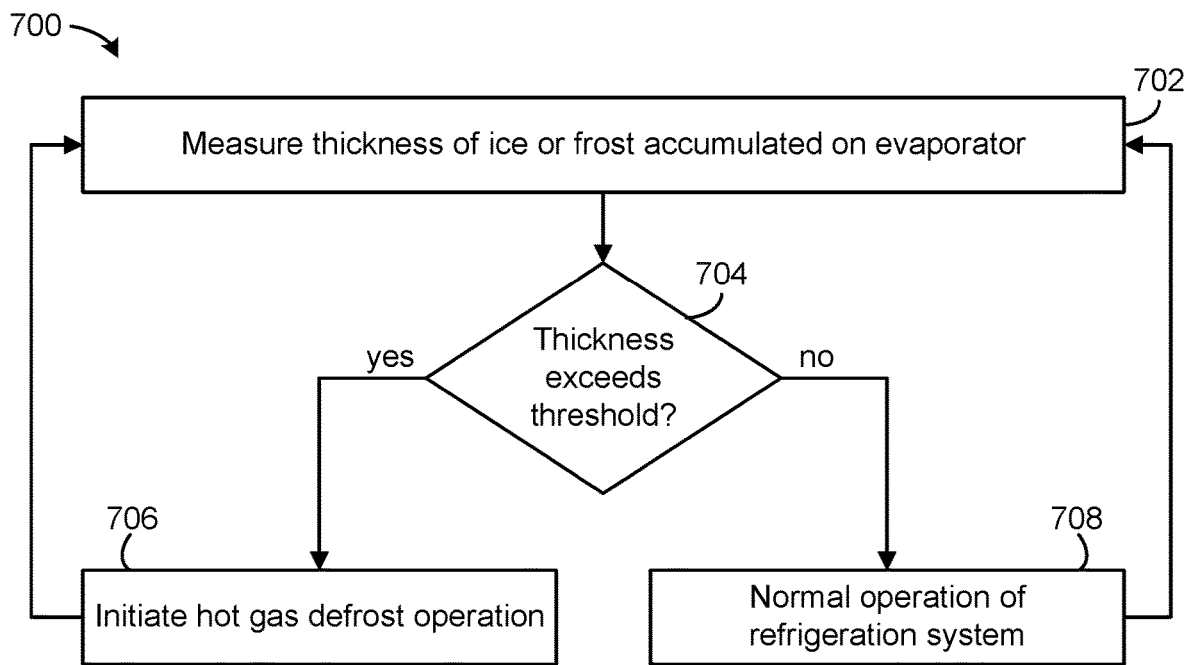 700
702
Measure thickness of ice or frost accumulated on evaporator
704
Thickness
exceeds
threshold?
yes
no
706
Initiate hot gas defrost operation
708
Normal operation of
refrigeration system